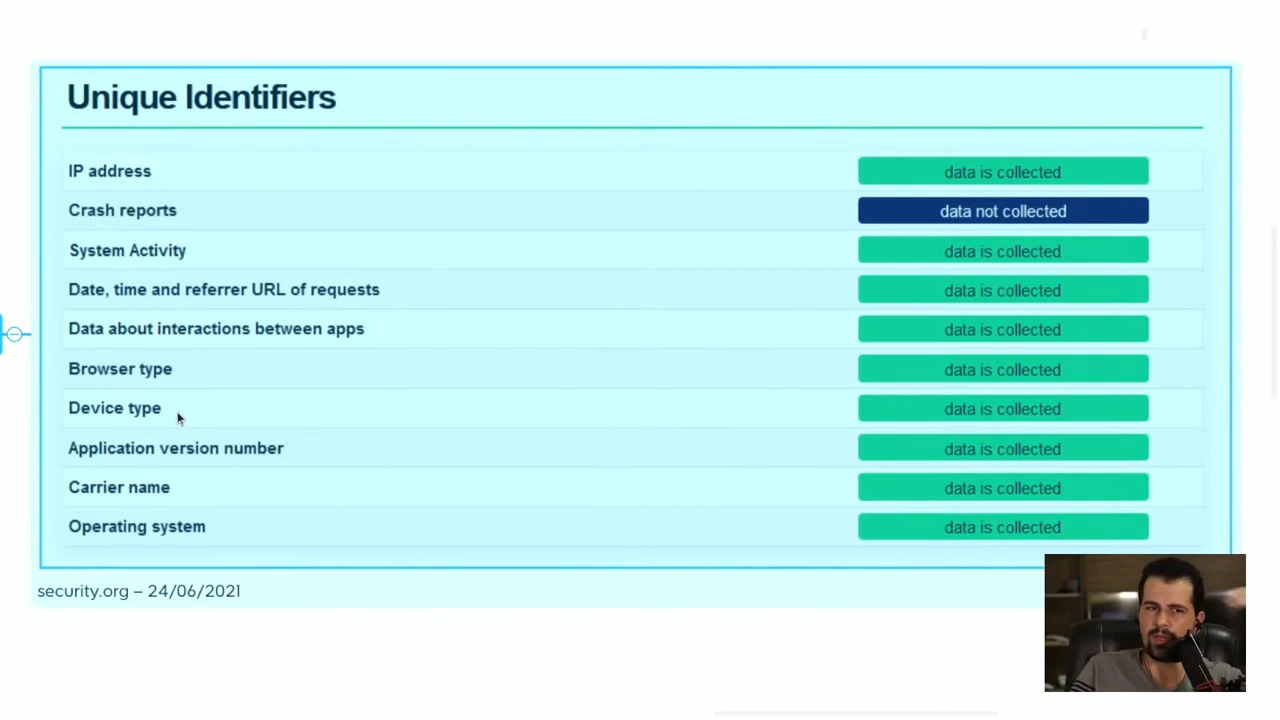 Unique Identifiers
IP address data is collected
Crash reports data not collected
System Activity data is collected
Date, time and referrer URL of requests data is collected
Data about interactions between apps data is collected
Browser type data is collected
Device type data is collected
Application version number data is collected
Carrier name data is collected
Operating system data is collected
security.org – 24/06/2021